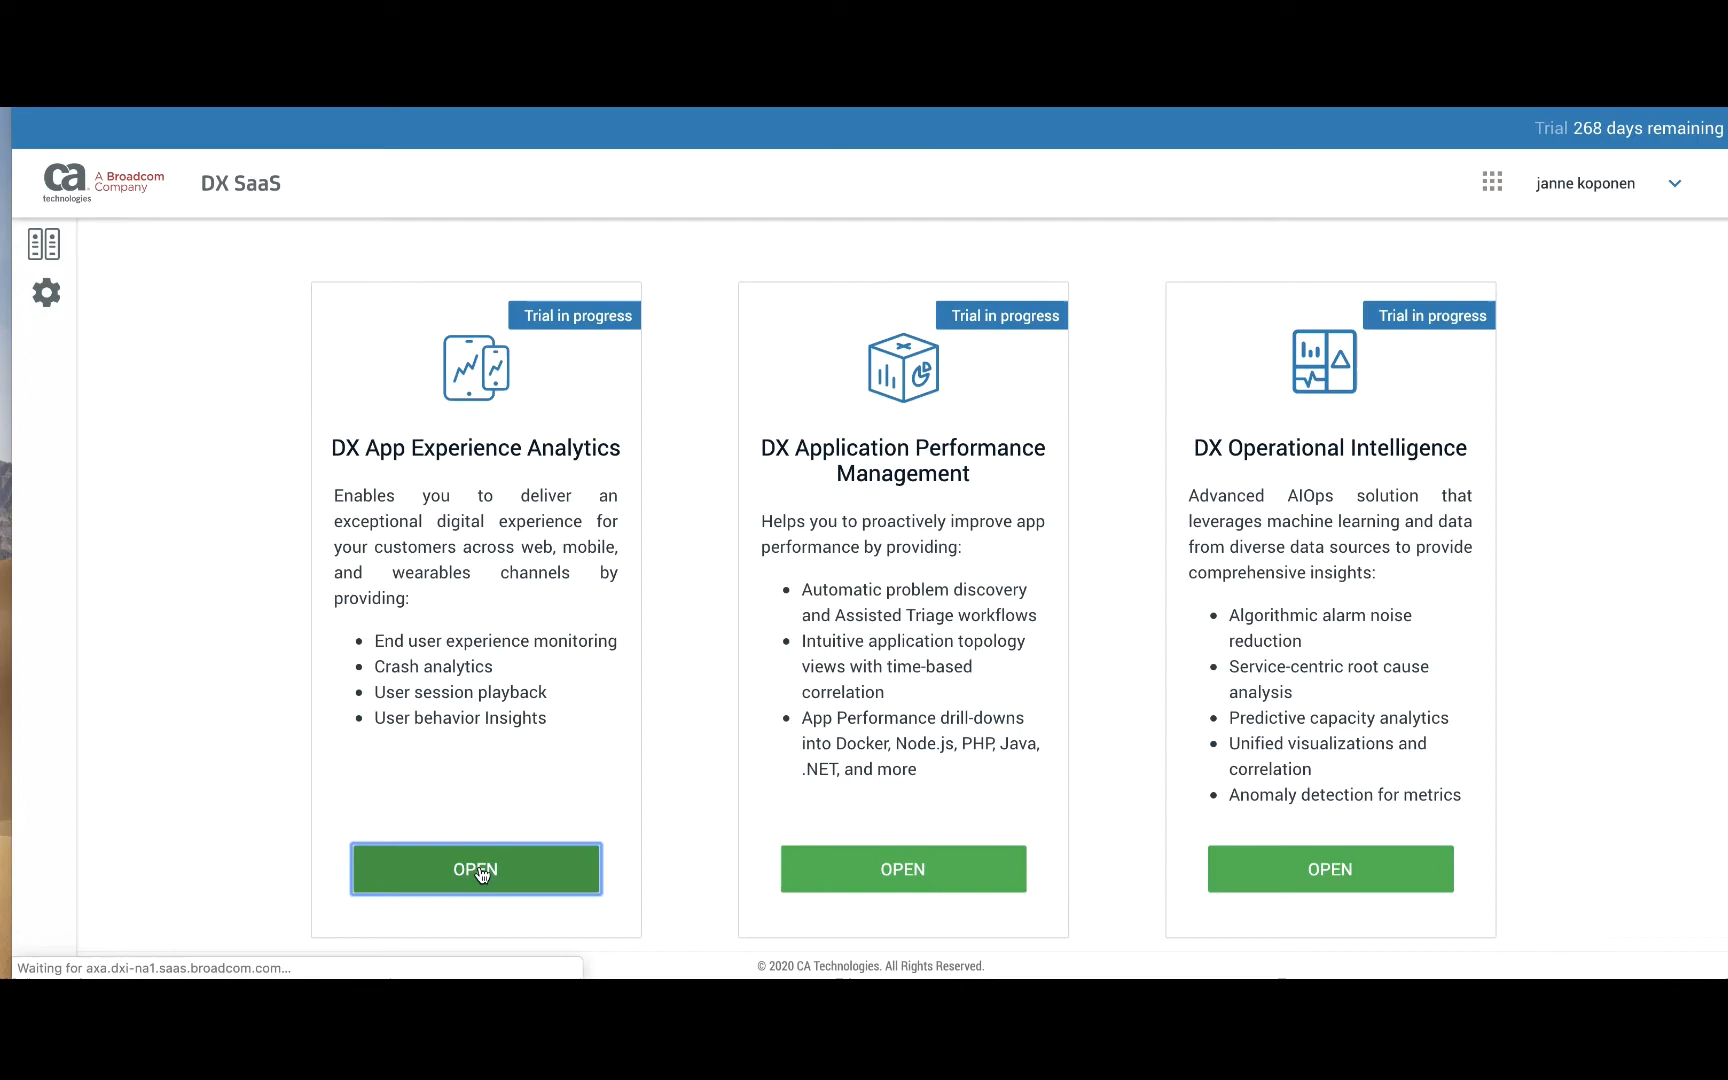 Trial 268 days remaining
ca
technologies
A Broadcom
Company
DX SaaS
janne koponen
Trial in progress
DX App Experience Analytics
Enables you to deliver an
exceptional digital experience for
your customers across web, mobile,
and wearables channels by
providing:
• End user experience monitoring
• Crash analytics
• User session playback
• User behavior Insights
OPEN
Trial in progress
DX Application Performance
Management
Helps you to proactively improve app
performance by providing:
• Automatic problem discovery
and Assisted Triage workflows
• Intuitive application topology
views with time-based
correlation
• App Performance drill-downs
into Docker, Node.js, PHP, Java,
.NET, and more
OPEN
Trial in progress
DX Operational Intelligence
Advanced AIOps solution that
leverages machine learning and data
from diverse data sources to provide
comprehensive insights:
• Algorithmic alarm noise
reduction
• Service-centric root cause
analysis
• Predictive capacity analytics
• Unified visualizations and
correlation
• Anomaly detection for metrics
OPEN
Waiting for axa.dxi-na1.saas.broadcom.com...
© 2020 CA Technologies. All Rights Reserved.